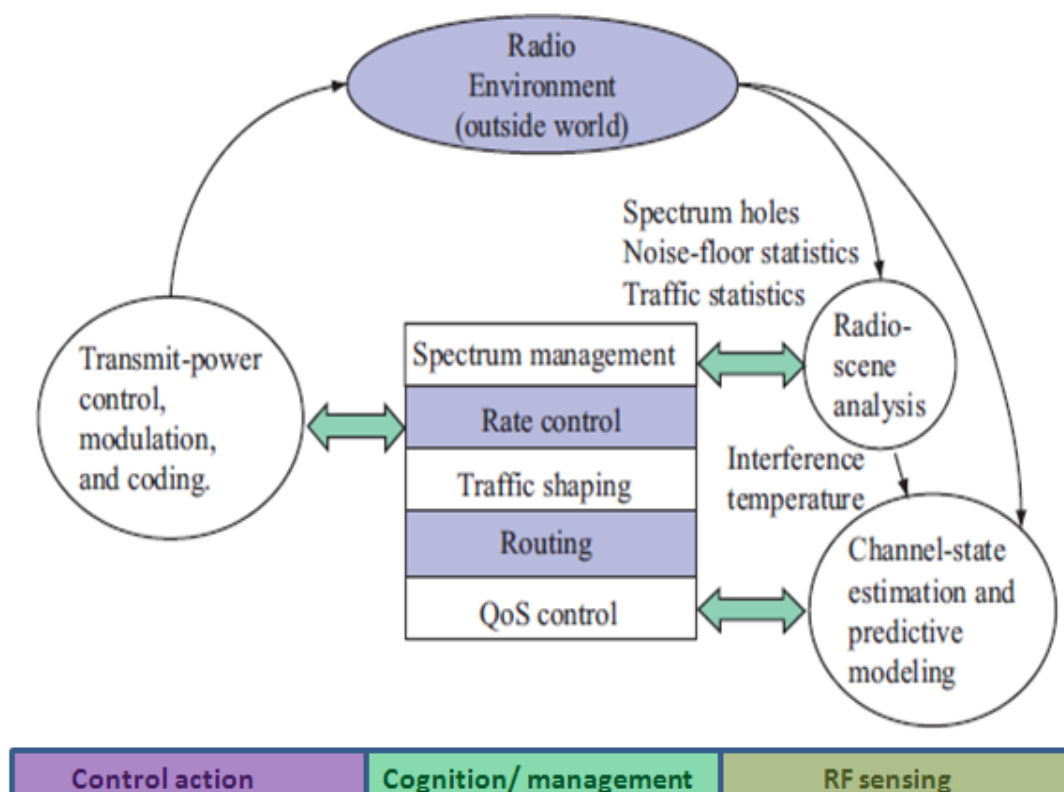 Radio
Environment
(outside world)
Spectrum holes
Noise-floor statistics
Traffic statistics
Transmit-power
control,
modulation,
and coding.
Spectrum management
Rate control
Traffic shaping
Routing
QoS control
Radio-
scene
analysis
Interference
temperature
Channel-state
estimation and
predictive
modeling
Control action
Cognition/ management
RF sensing